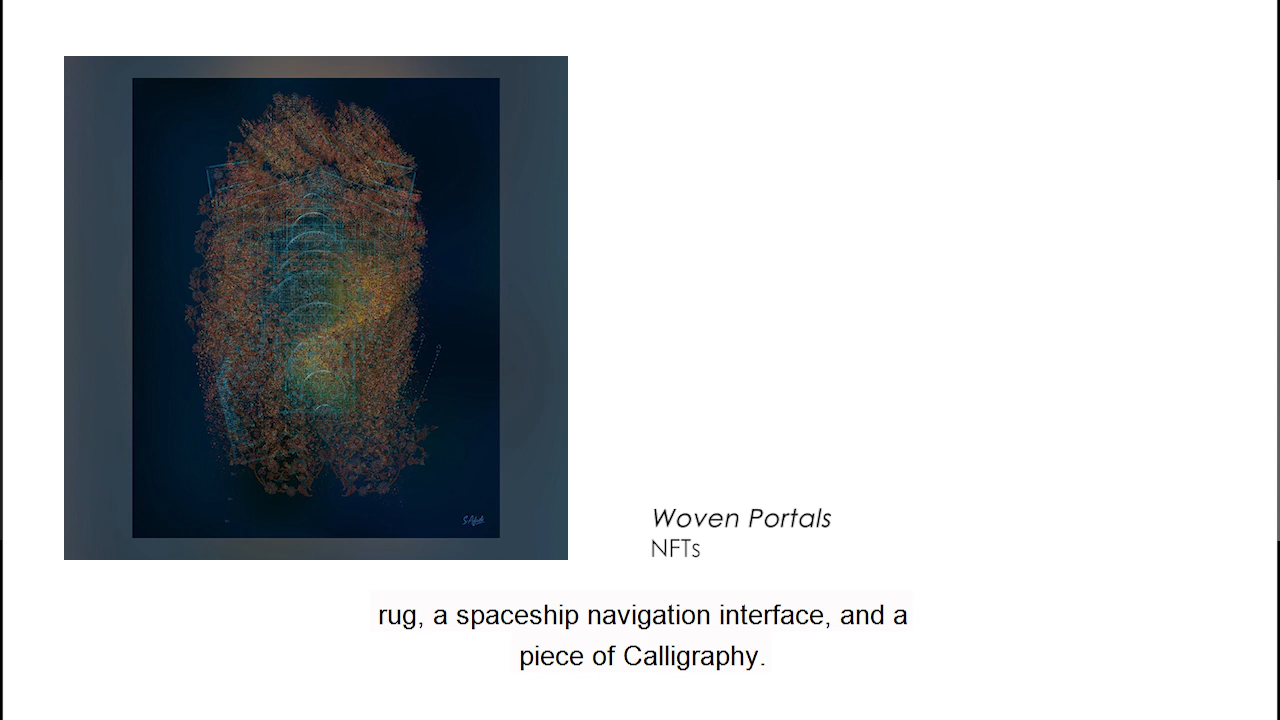 Woven Portals
NFTs
rug, a spaceship navigation interface, and a
piece of Calligraphy.